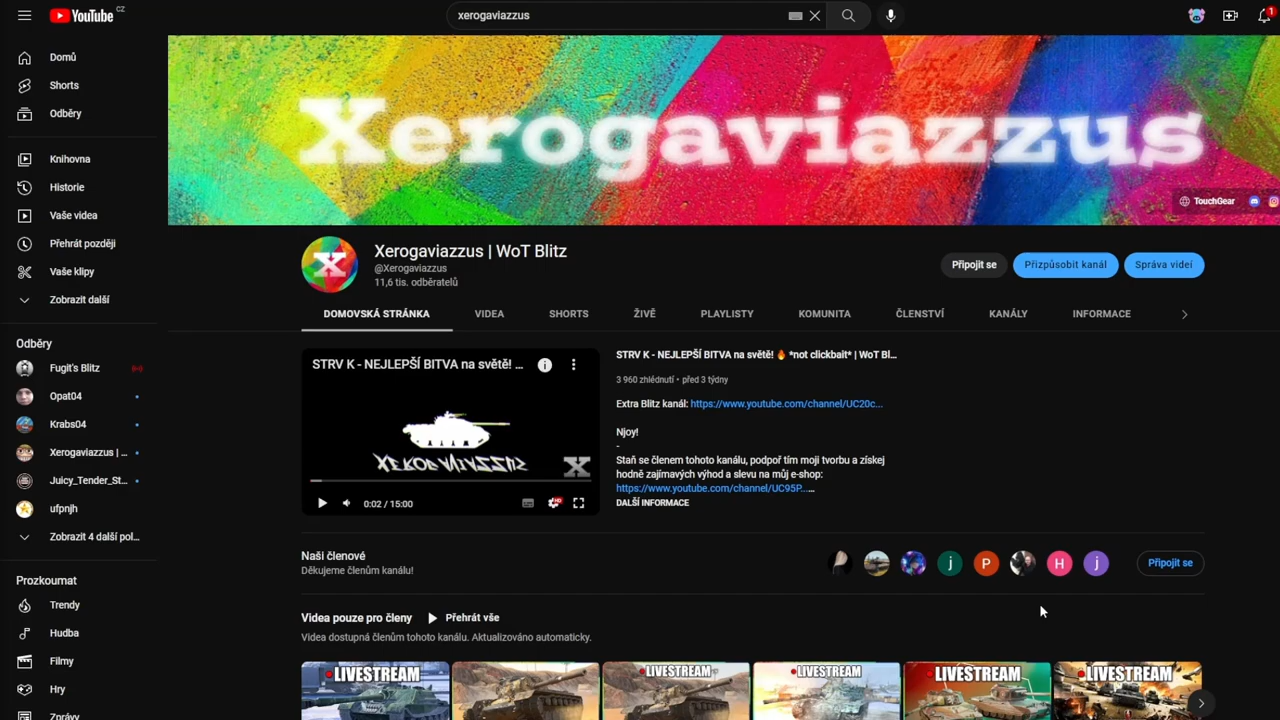 YouTube CZ
xerogaviazzus
1
Domů
Shorts
Odběry
Knihovna
Historie
Vaše videa
Přehrát později
Vaše klipy
Zobrazit další
Odběry
Fugit's Blitz
Opat04
Krabs04
Xerogaviazzus | ...
Juicy_Tender_St...
ufpnjh
Zobrazit 4 další pol...
Prozkoumat
Trendy
Hudba
Filmy
Hry
Zprávy
Xerogaviazzus
TouchGear
X
Xerogaviazzus | WoT Blitz
@Xerogaviazzus
11,6 tis. odběratelů
Připojit se
Přizpůsobit kanál
Správa videí
DOMOVSKÁ STRÁNKA
VIDEA
SHORTS
ŽIVĚ
PLAYLISTY
KOMUNITA
ČLENSTVÍ
KANÁLY
INFORMACE
STRV K - NEJLEPŠÍ BITVA na světě! ...
X
0:02 / 15:00
HD
STRV K - NEJLEPŠÍ BITVA na světě! 🔥 *not clickbait* | WoT Bl...
3 960 zhlédnutí • před 3 týdny
Extra Blitz kanál: https://www.youtube.com/channel/UC20c...
Njoy!
-
Staň se členem tohoto kanálu, podpoř tím moji tvorbu a získej
hodně zajímavých výhod a slevu na můj e-shop:
https://www.youtube.com/channel/UC95P...…
DALŠÍ INFORMACE
Naši členové
Děkujeme členům kanálu!
j
P
H
j
Připojit se
Videa pouze pro členy
Přehrát vše
Videa dostupná členům tohoto kanálu. Aktualizováno automaticky.
LIVESTREAM
LIVESTREAM
LIVESTREAM
LIVESTREAM
LIVESTREAM